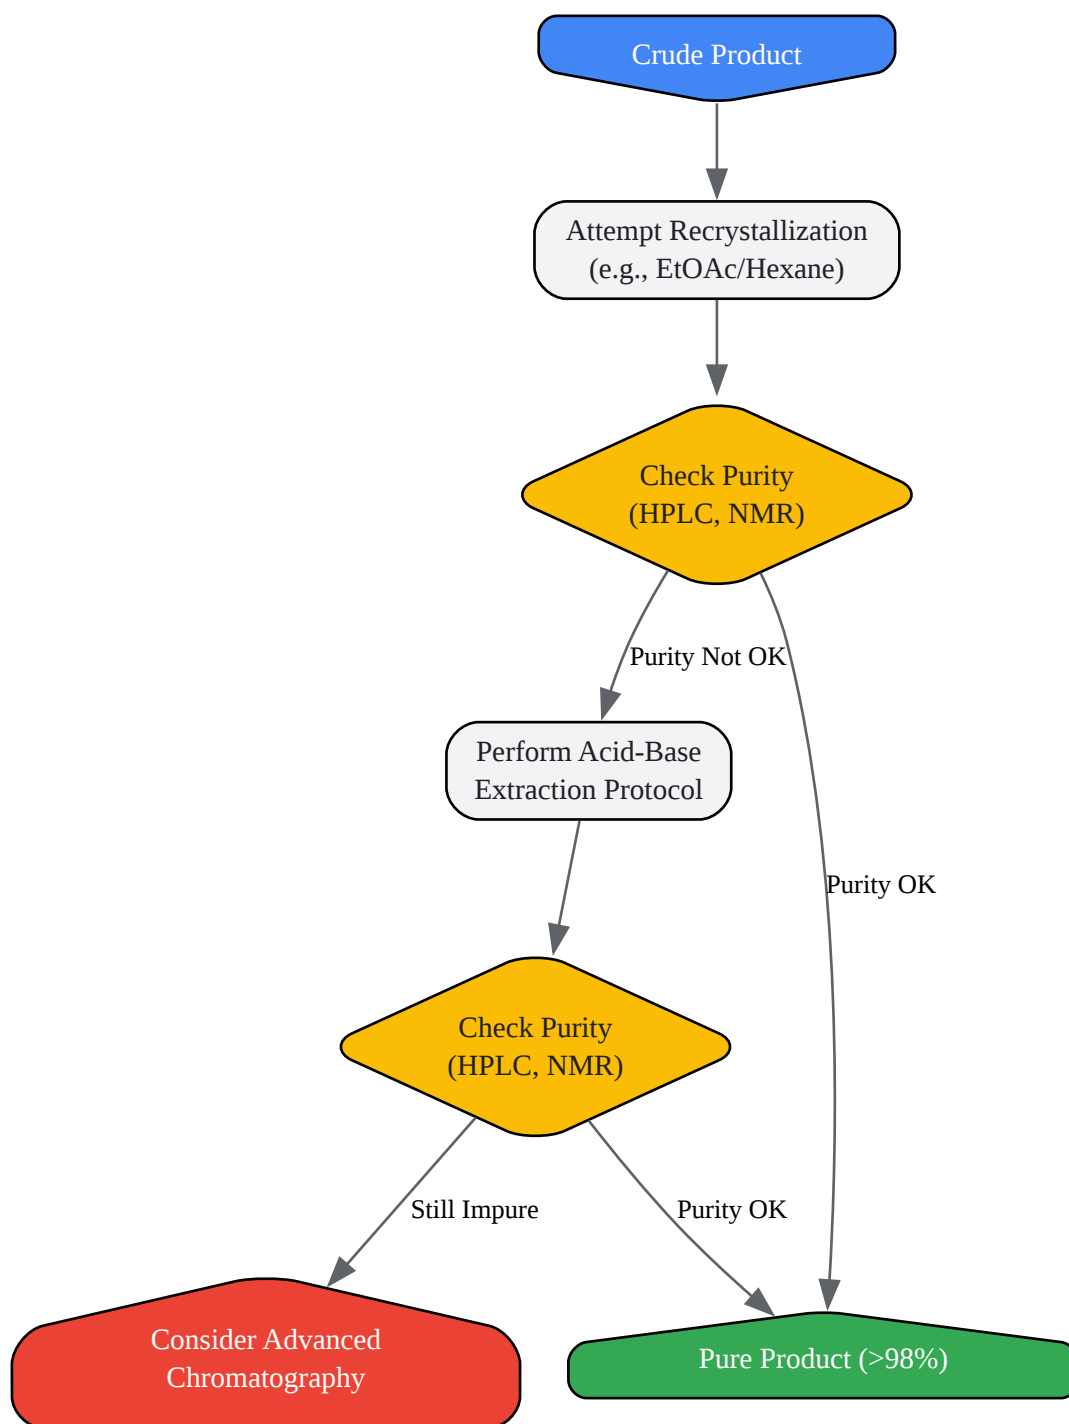 Crude Product
Attempt Recrystallization
(e.g., EtOAc/Hexane)
Check Purity
(HPLC, NMR)
Purity Not OK
Perform Acid-Base
Extraction Protocol
Purity OK
Check Purity
(HPLC, NMR)
Still Impure
Purity OK
Consider Advanced
Chromatography
Pure Product (>98%)